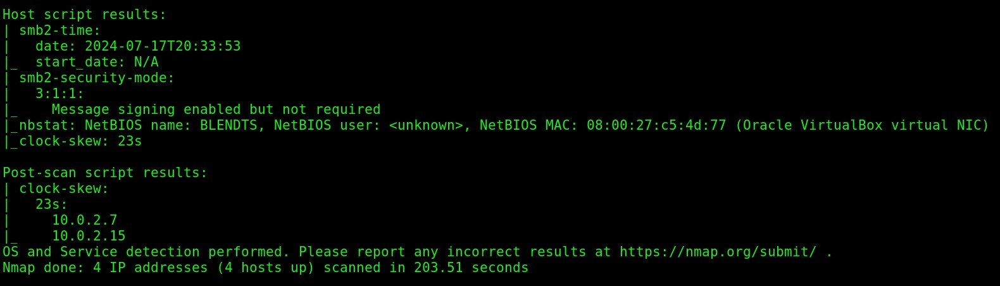 Host script results:
| smb2-time:
|   date: 2024-07-17T20:33:53
|_  start_date: N/A
| smb2-security-mode:
|   3:1:1:
|_    Message signing enabled but not required
|_nbstat: NetBIOS name: BLENDTS, NetBIOS user: <unknown>, NetBIOS MAC: 08:00:27:c5:4d:77 (Oracle VirtualBox virtual NIC)
|_clock-skew: 23s

Post-scan script results:
| clock-skew:
|   23s:
|     10.0.2.7
|_    10.0.2.15
OS and Service detection performed. Please report any incorrect results at https://nmap.org/submit/ .
Nmap done: 4 IP addresses (4 hosts up) scanned in 203.51 seconds